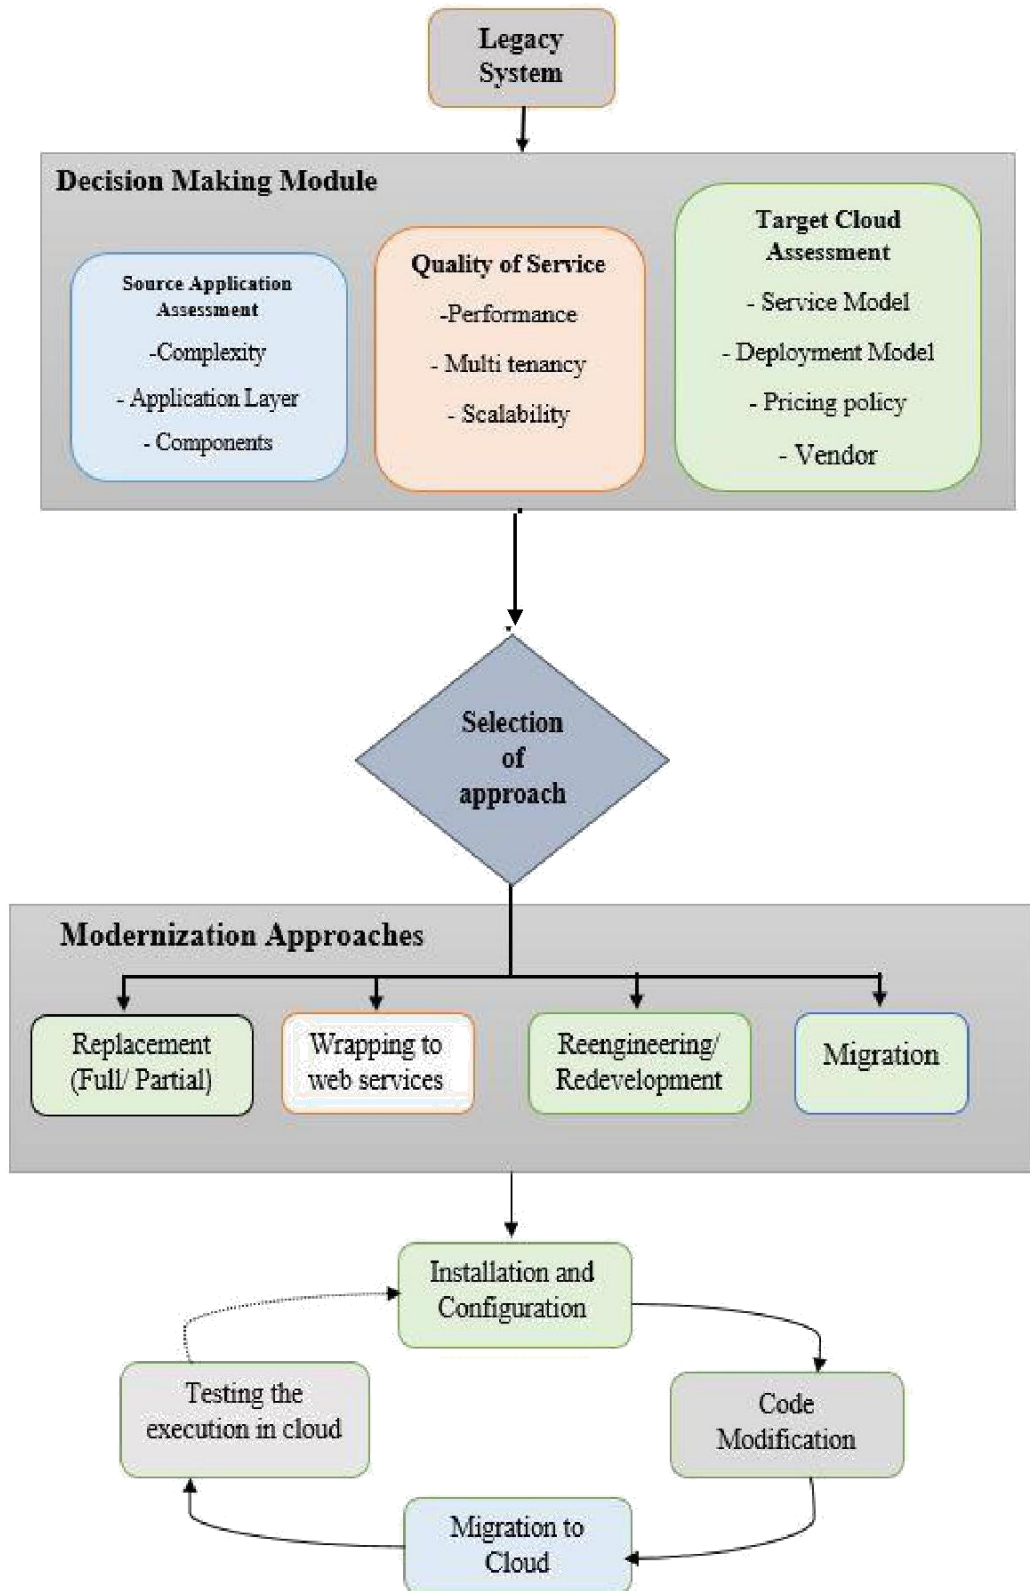 Legacy
System
Decision Making Module
Source Application
Assessment
-Complexity
- Application Layer
- Components
Quality of Service
-Performance
- Multi tenancy
- Scalability
Target Cloud
Assessment
- Service Model
- Deployment Model
- Pricing policy
- Vendor
Selection
of
approach
Modernization Approaches
Replacement
(Full/ Partial)
Wrapping to
web services
Reengineering/
Redevelopment
Migration
Installation and
Configuration
Code
Modification
Migration to
Cloud
Testing the
execution in cloud